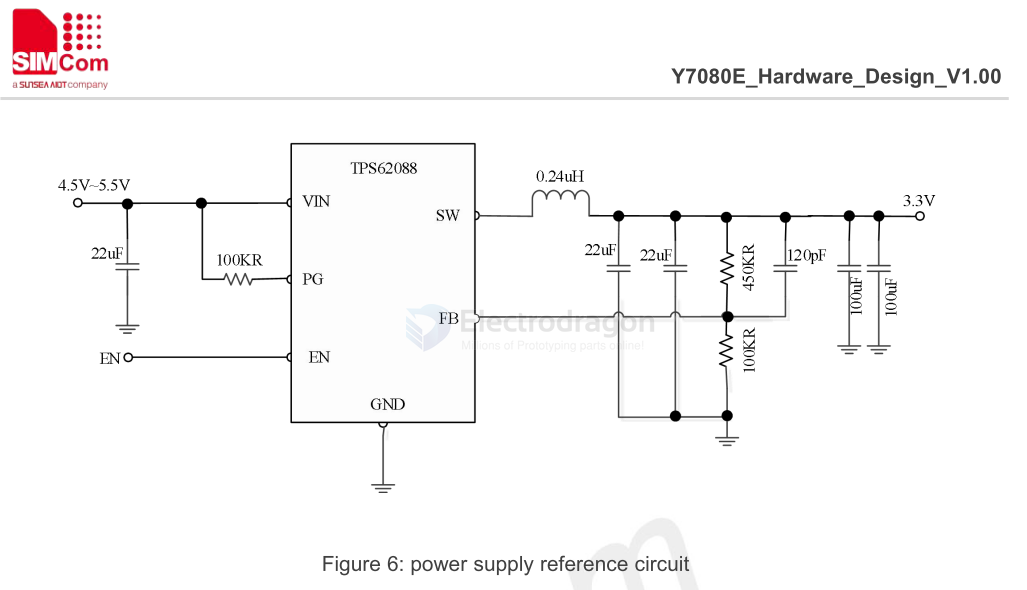 SIMCom
a SUNSEA AIOT company
Y7080E_Hardware_Design_V1.00
TPS62088
4.5V~5.5V
VIN
SW
0.24uH
3.3V
22uF
100KR
PG
22uF
22uF
450KR
120pF
100uF
100uF
FB
Electrodragon
Millions of Prototyping parts online!
EN
EN
100KR
GND
m
Figure 6: power supply reference circuit